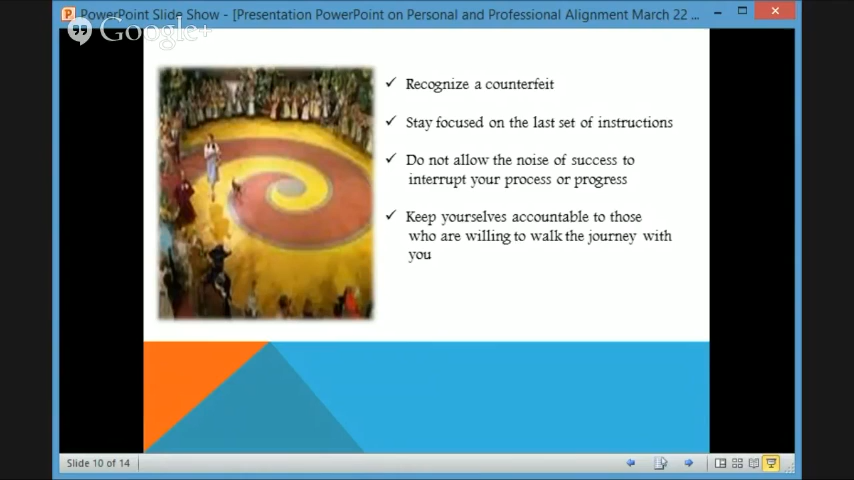 PowerPoint Slide Show - [Presentation PowerPoint on Personal and Professional Alignment March 22 ...
Google+
✓ Recognize a counterfeit
✓ Stay focused on the last set of instructions
✓ Do not allow the noise of success to
interrupt your process or progress
✓ Keep yourselves accountable to those
who are willing to walk the journey with
you
Slide 10 of 14